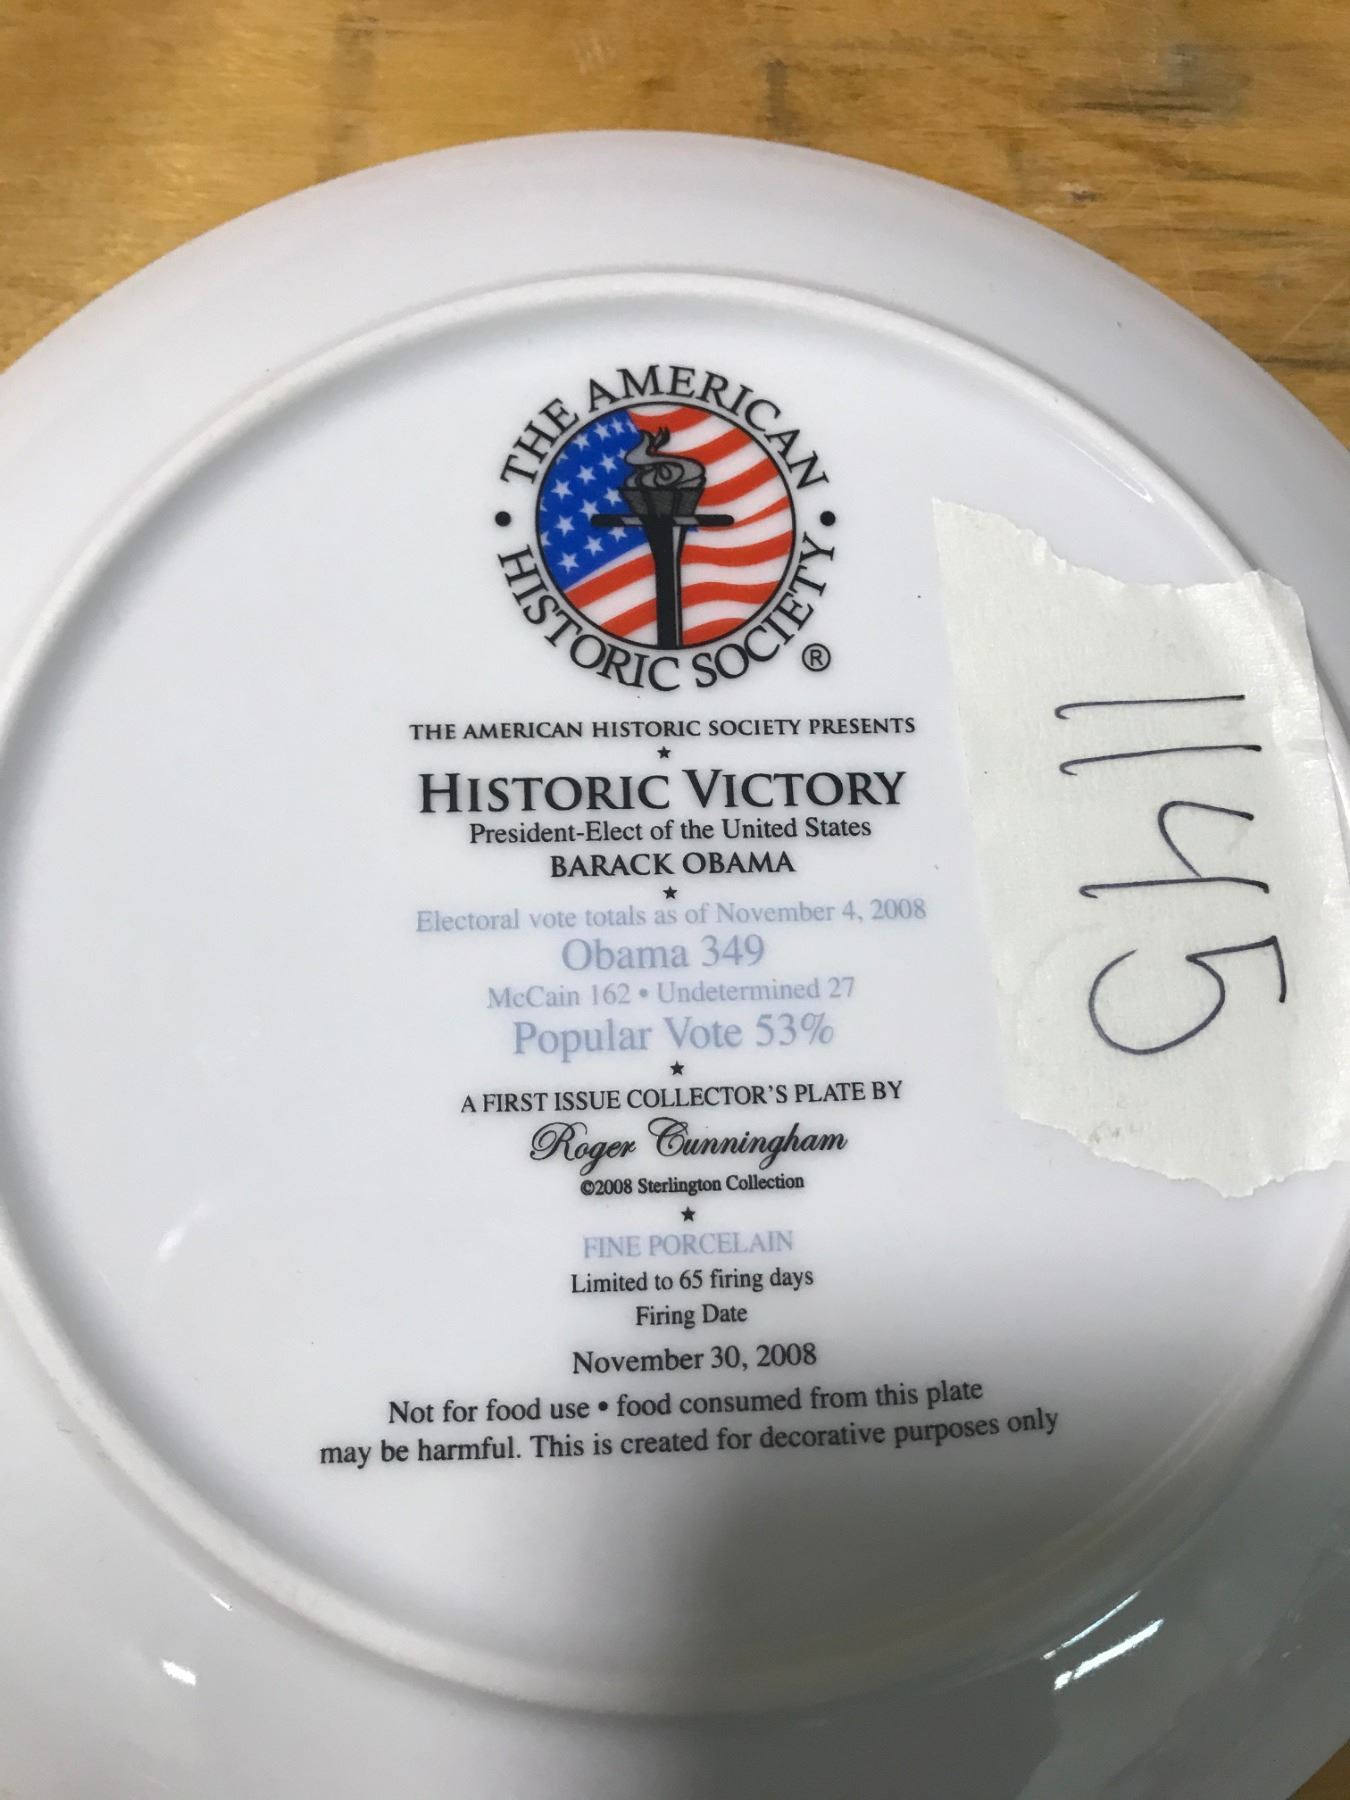 THE AMERICAN
HISTORIC SOCIETY ®
THE AMERICAN HISTORIC SOCIETY PRESENTS
HISTORIC VICTORY
President-Elect of the United States
BARACK OBAMA
Electoral vote totals as of November 4, 2008
Obama 349
McCain 162 • Undetermined 27
Popular Vote 53%
A FIRST ISSUE COLLECTOR'S PLATE BY
Roger Cunningham
©2008 Sterlington Collection
FINE PORCELAIN
Limited to 65 firing days
Firing Date
November 30, 2008
Not for food use • food consumed from this plate
may be harmful. This is created for decorative purposes only
1145